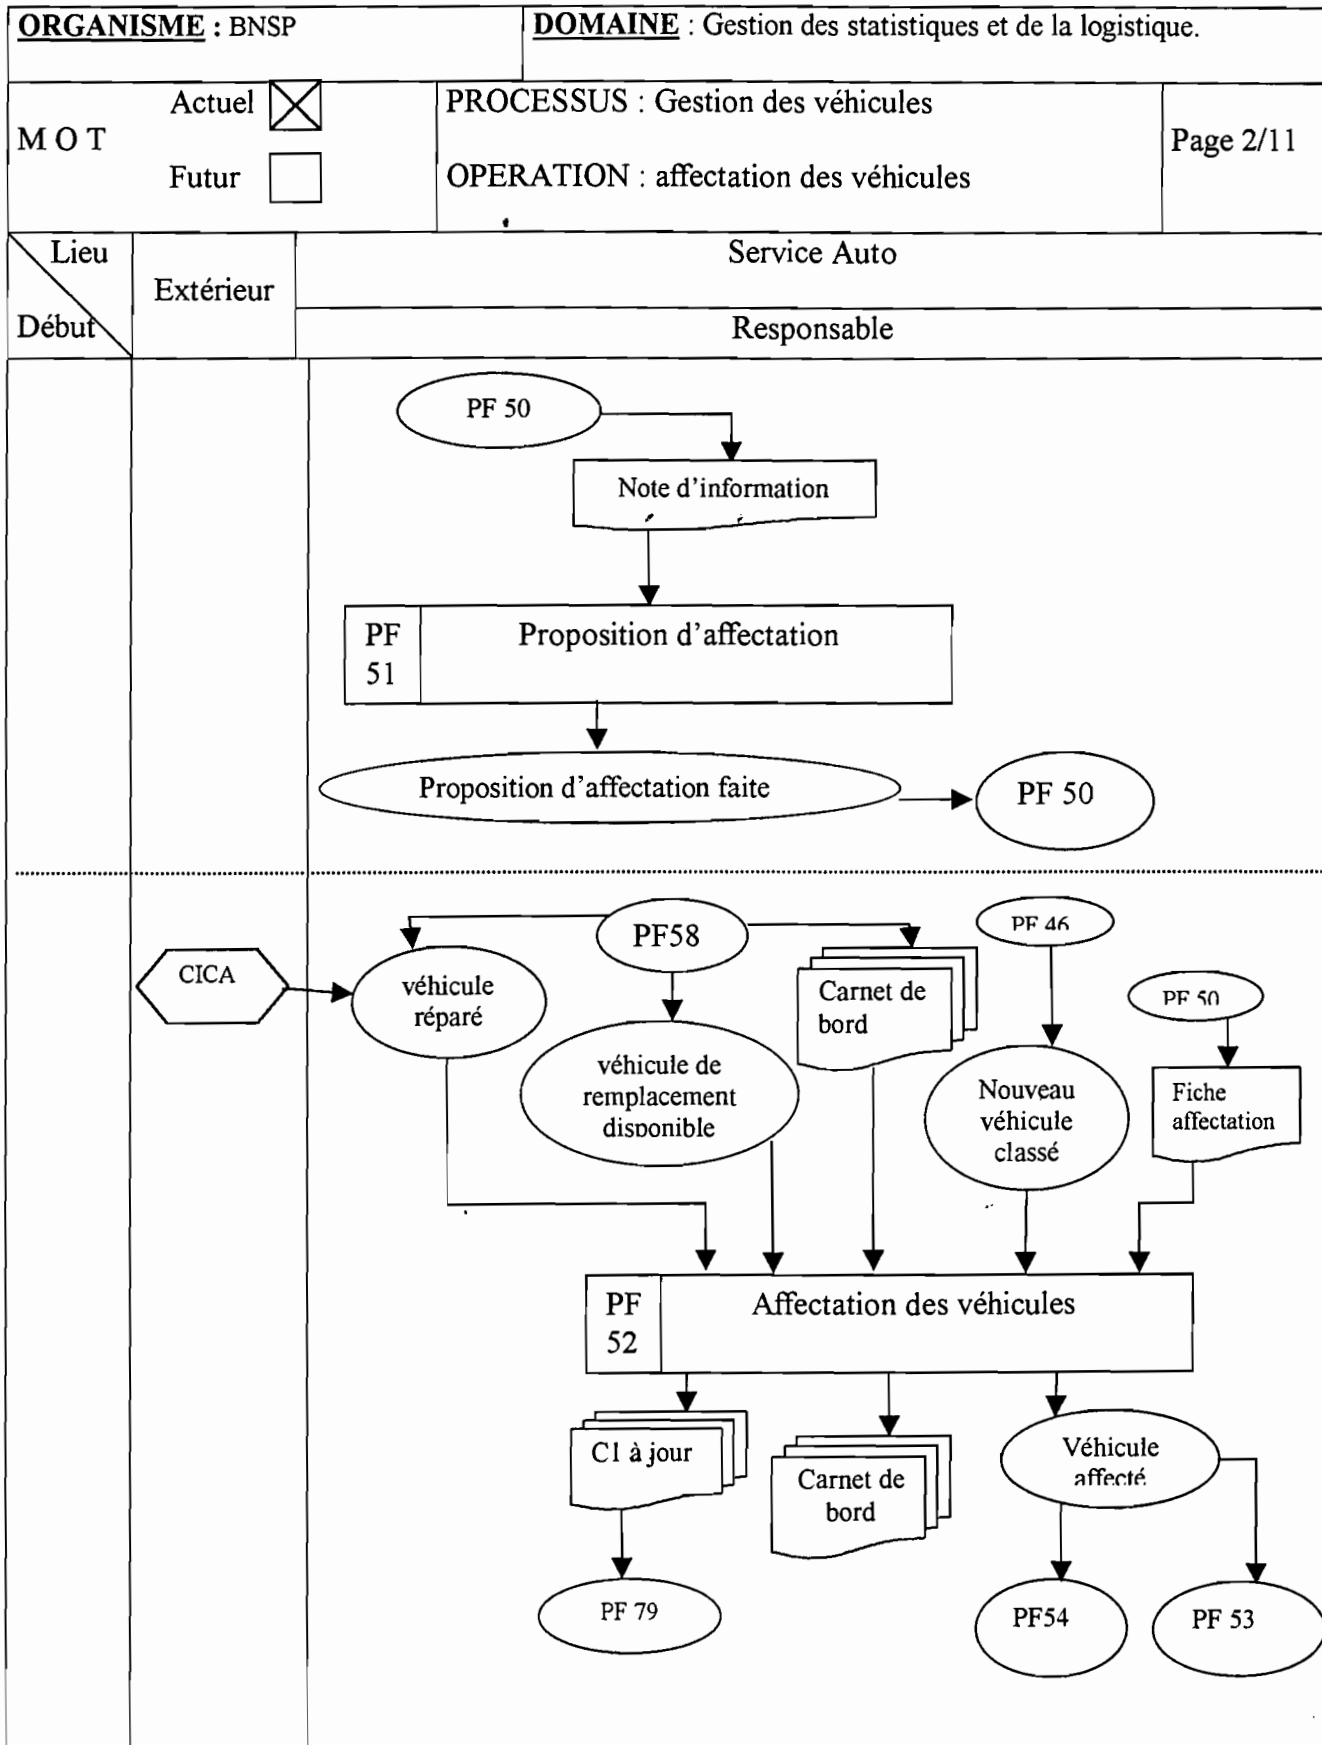 ORGANISME : BNSP
DOMAINE : Gestion des statistiques et de la logistique.
M O T
Actuel
Futur
PROCESSUS : Gestion des véhicules
OPERATION : affectation des véhicules
Page 2/11
Lieu
Début
Extérieur
Service Auto
Responsable
PF 50
Note d'information
PF
51
Proposition d'affectation
Proposition d'affectation faite
PF 50
CICA
véhicule
réparé
PF58
véhicule de
remplacement
disponible
Carnet de
bord
PF 46
Nouveau
véhicule
classé
PF 50
Fiche
affectation
PF
52
Affectation des véhicules
C1 à jour
PF 79
Carnet de
bord
Véhicule
affecté
PF54
PF 53